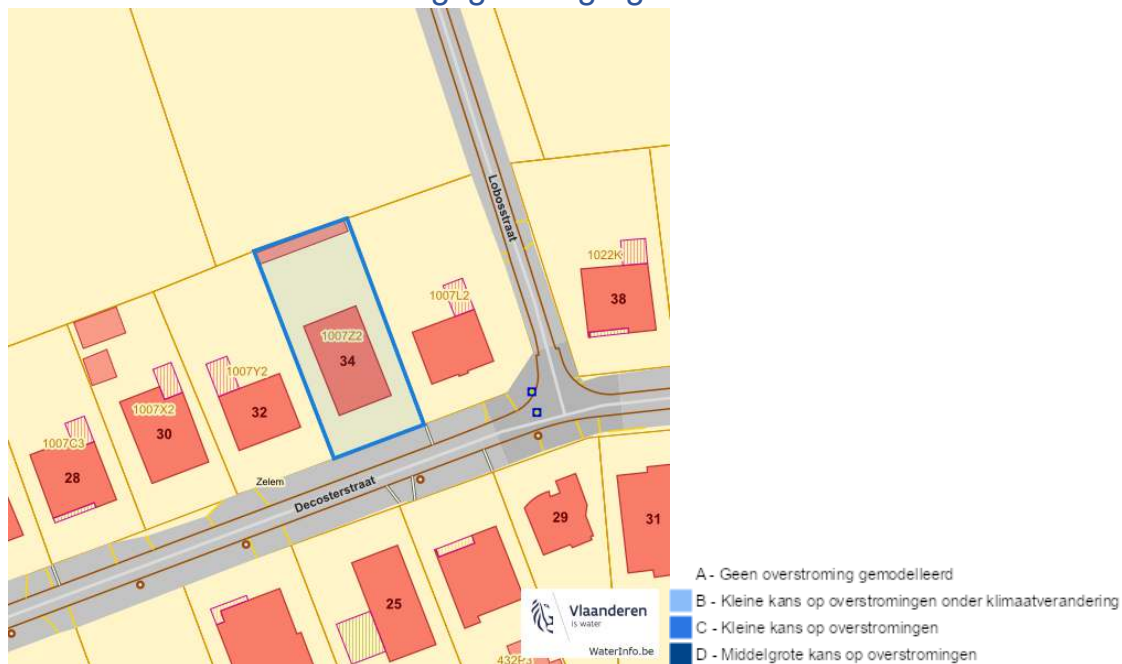 Lobosstraat
1022K
38
1007L2
1007Z2
34
1007Y2
32
1007X2
30
1007C3
28
Zelem
Decosterstraat
29
31
25
432P3
Vlaanderen
is water
WaterInfo.be
A - Geen overstroming gemodelleerd
B - Kleine kans op overstromingen onder klimaatverandering
C - Kleine kans op overstromingen
D - Middelgrote kans op overstromingen